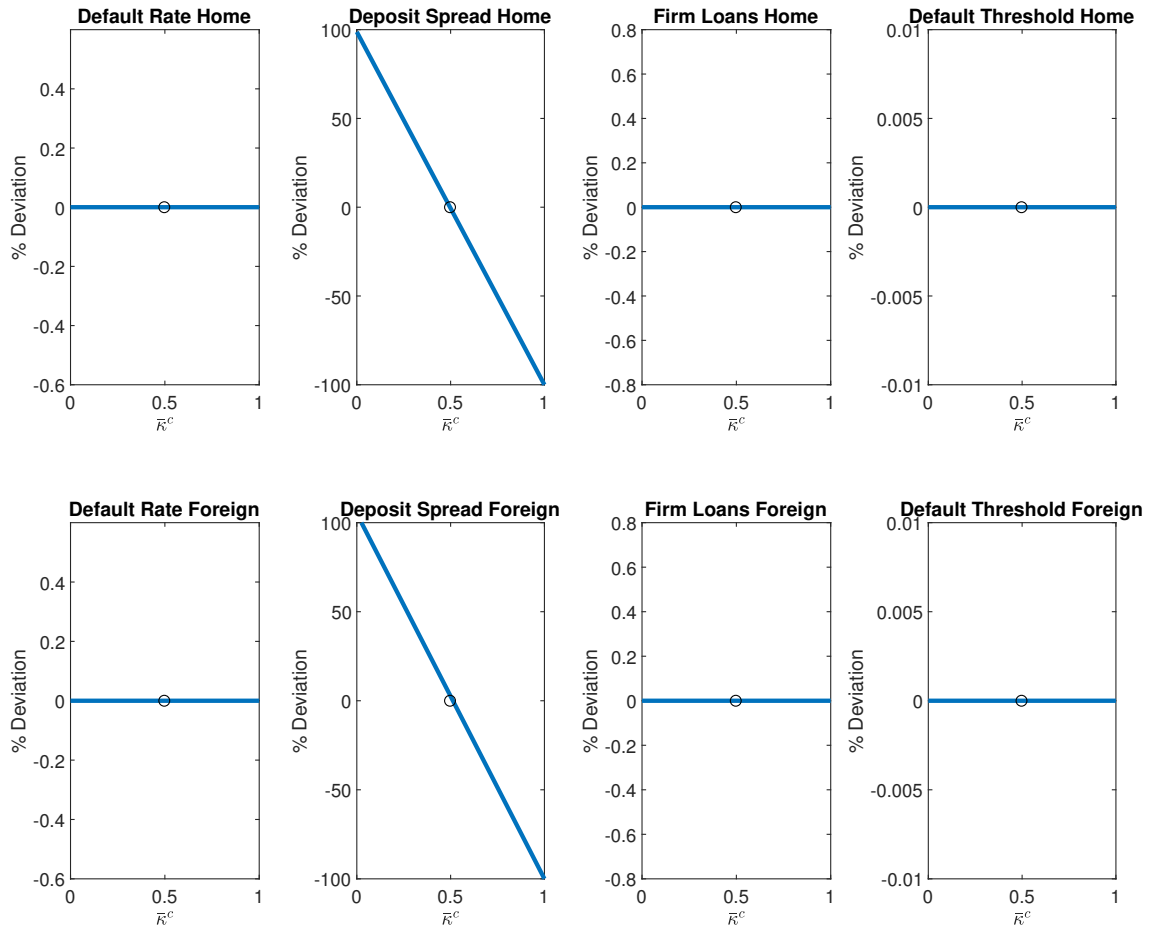 Default Rate Home
% Deviation
0.4
0.2
0
-0.2
-0.4
-0.6
0 0.5 1
κ̄ᶜ
Deposit Spread Home
% Deviation
100
50
0
-50
-100
0 0.5 1
κ̄ᶜ
Firm Loans Home
% Deviation
0.8
0.6
0.4
0.2
0
-0.2
-0.4
-0.6
-0.8
0 0.5 1
κ̄ᶜ
Default Threshold Home
% Deviation
0.01
0.005
0
-0.005
-0.01
0 0.5 1
κ̄ᶜ
Default Rate Foreign
% Deviation
0.4
0.2
0
-0.2
-0.4
-0.6
0 0.5 1
κ̄ᶜ
Deposit Spread Foreign
% Deviation
100
50
0
-50
-100
0 0.5 1
κ̄ᶜ
Firm Loans Foreign
% Deviation
0.8
0.6
0.4
0.2
0
-0.2
-0.4
-0.6
-0.8
0 0.5 1
κ̄ᶜ
Default Threshold Foreign
% Deviation
0.01
0.005
0
-0.005
-0.01
0 0.5 1
κ̄ᶜ